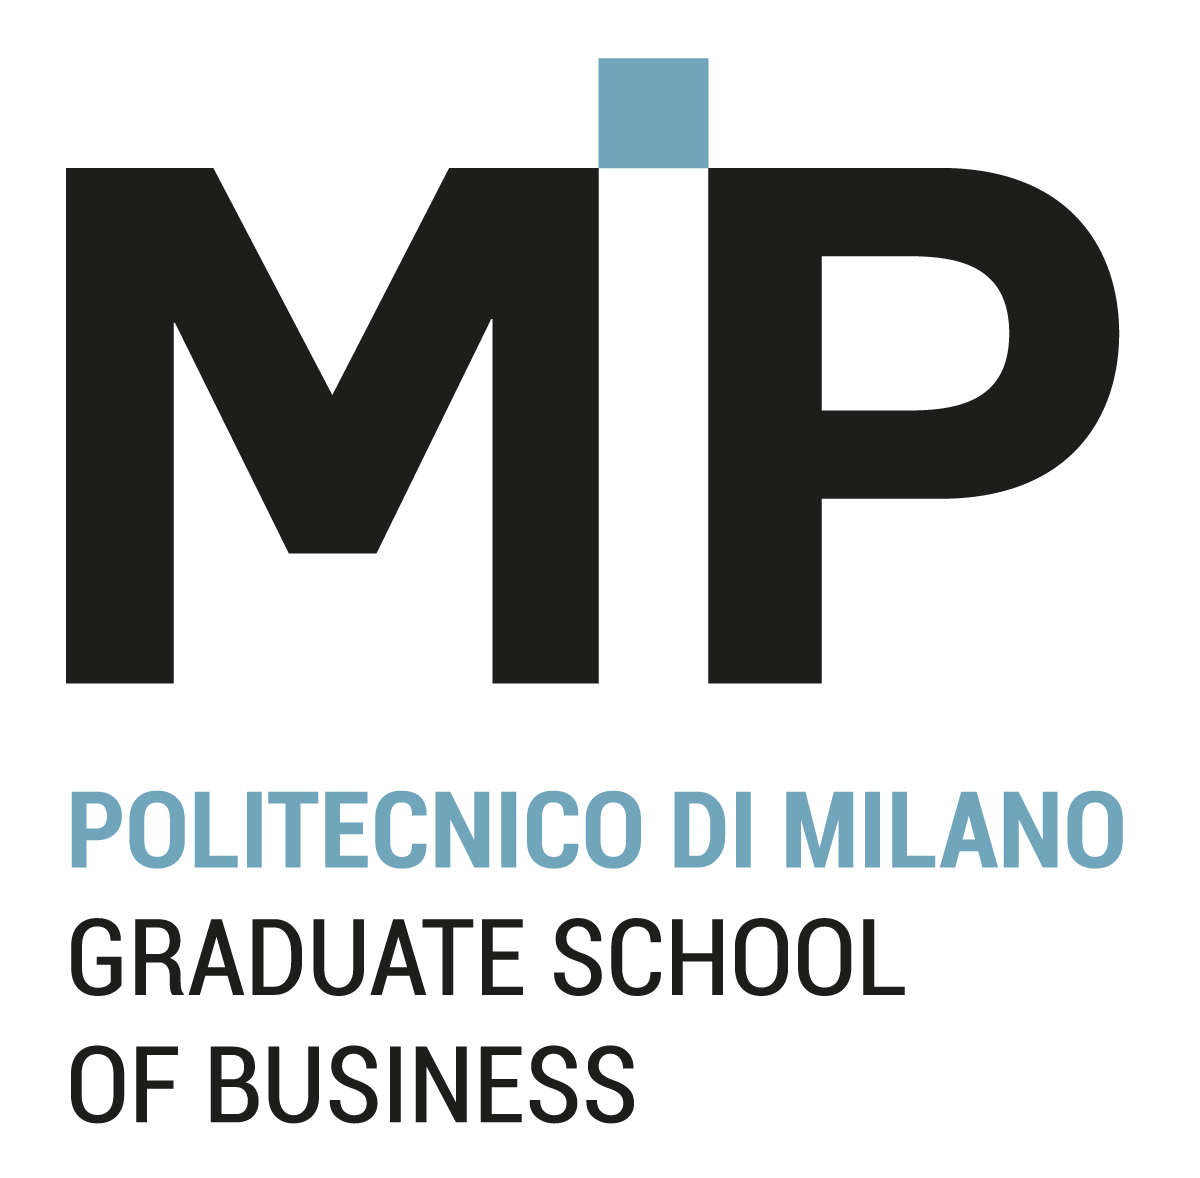 MiP
POLITECNICO DI MILANO
GRADUATE SCHOOL
OF BUSINESS